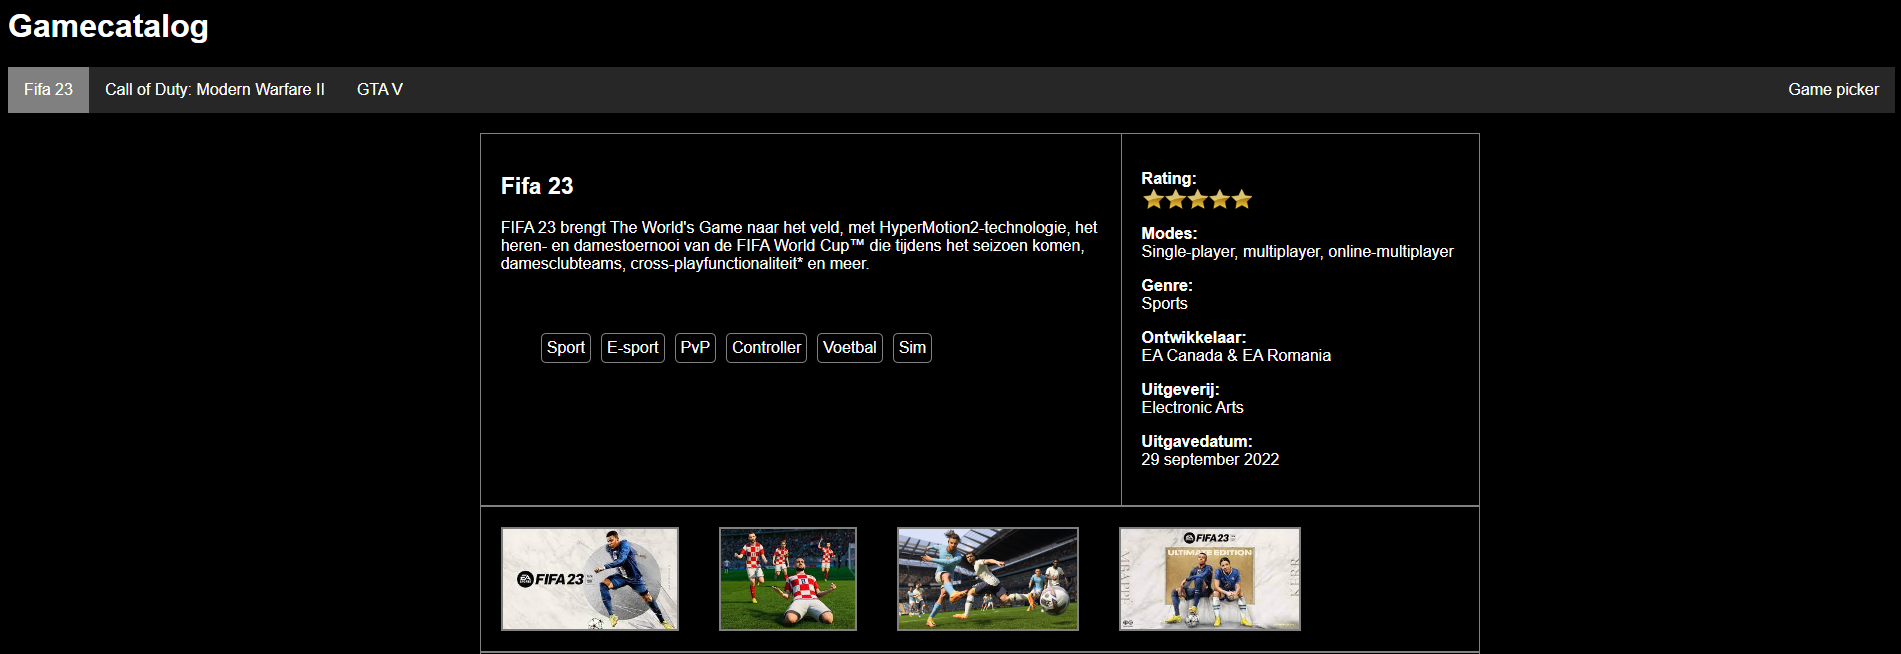 Gamecatalog
Fifa 23
Call of Duty: Modern Warfare II
GTA V
Game picker
Fifa 23
FIFA 23 brengt The World's Game naar het veld, met HyperMotion2-technologie, het
heren- en damestoernooi van de FIFA World Cup™ die tijdens het seizoen komen,
damesclubteams, cross-playfunctionaliteit* en meer.
Sport
E-sport
PvP
Controller
Voetbal
Sim
Rating:
Modes:
Single-player, multiplayer, online-multiplayer
Genre:
Sports
Ontwikkelaar:
EA Canada & EA Romania
Uitgeverij:
Electronic Arts
Uitgavedatum:
29 september 2022
FIFA 23
FIFA 23
ULTIMATE EDITION
MBAPPE
KERR